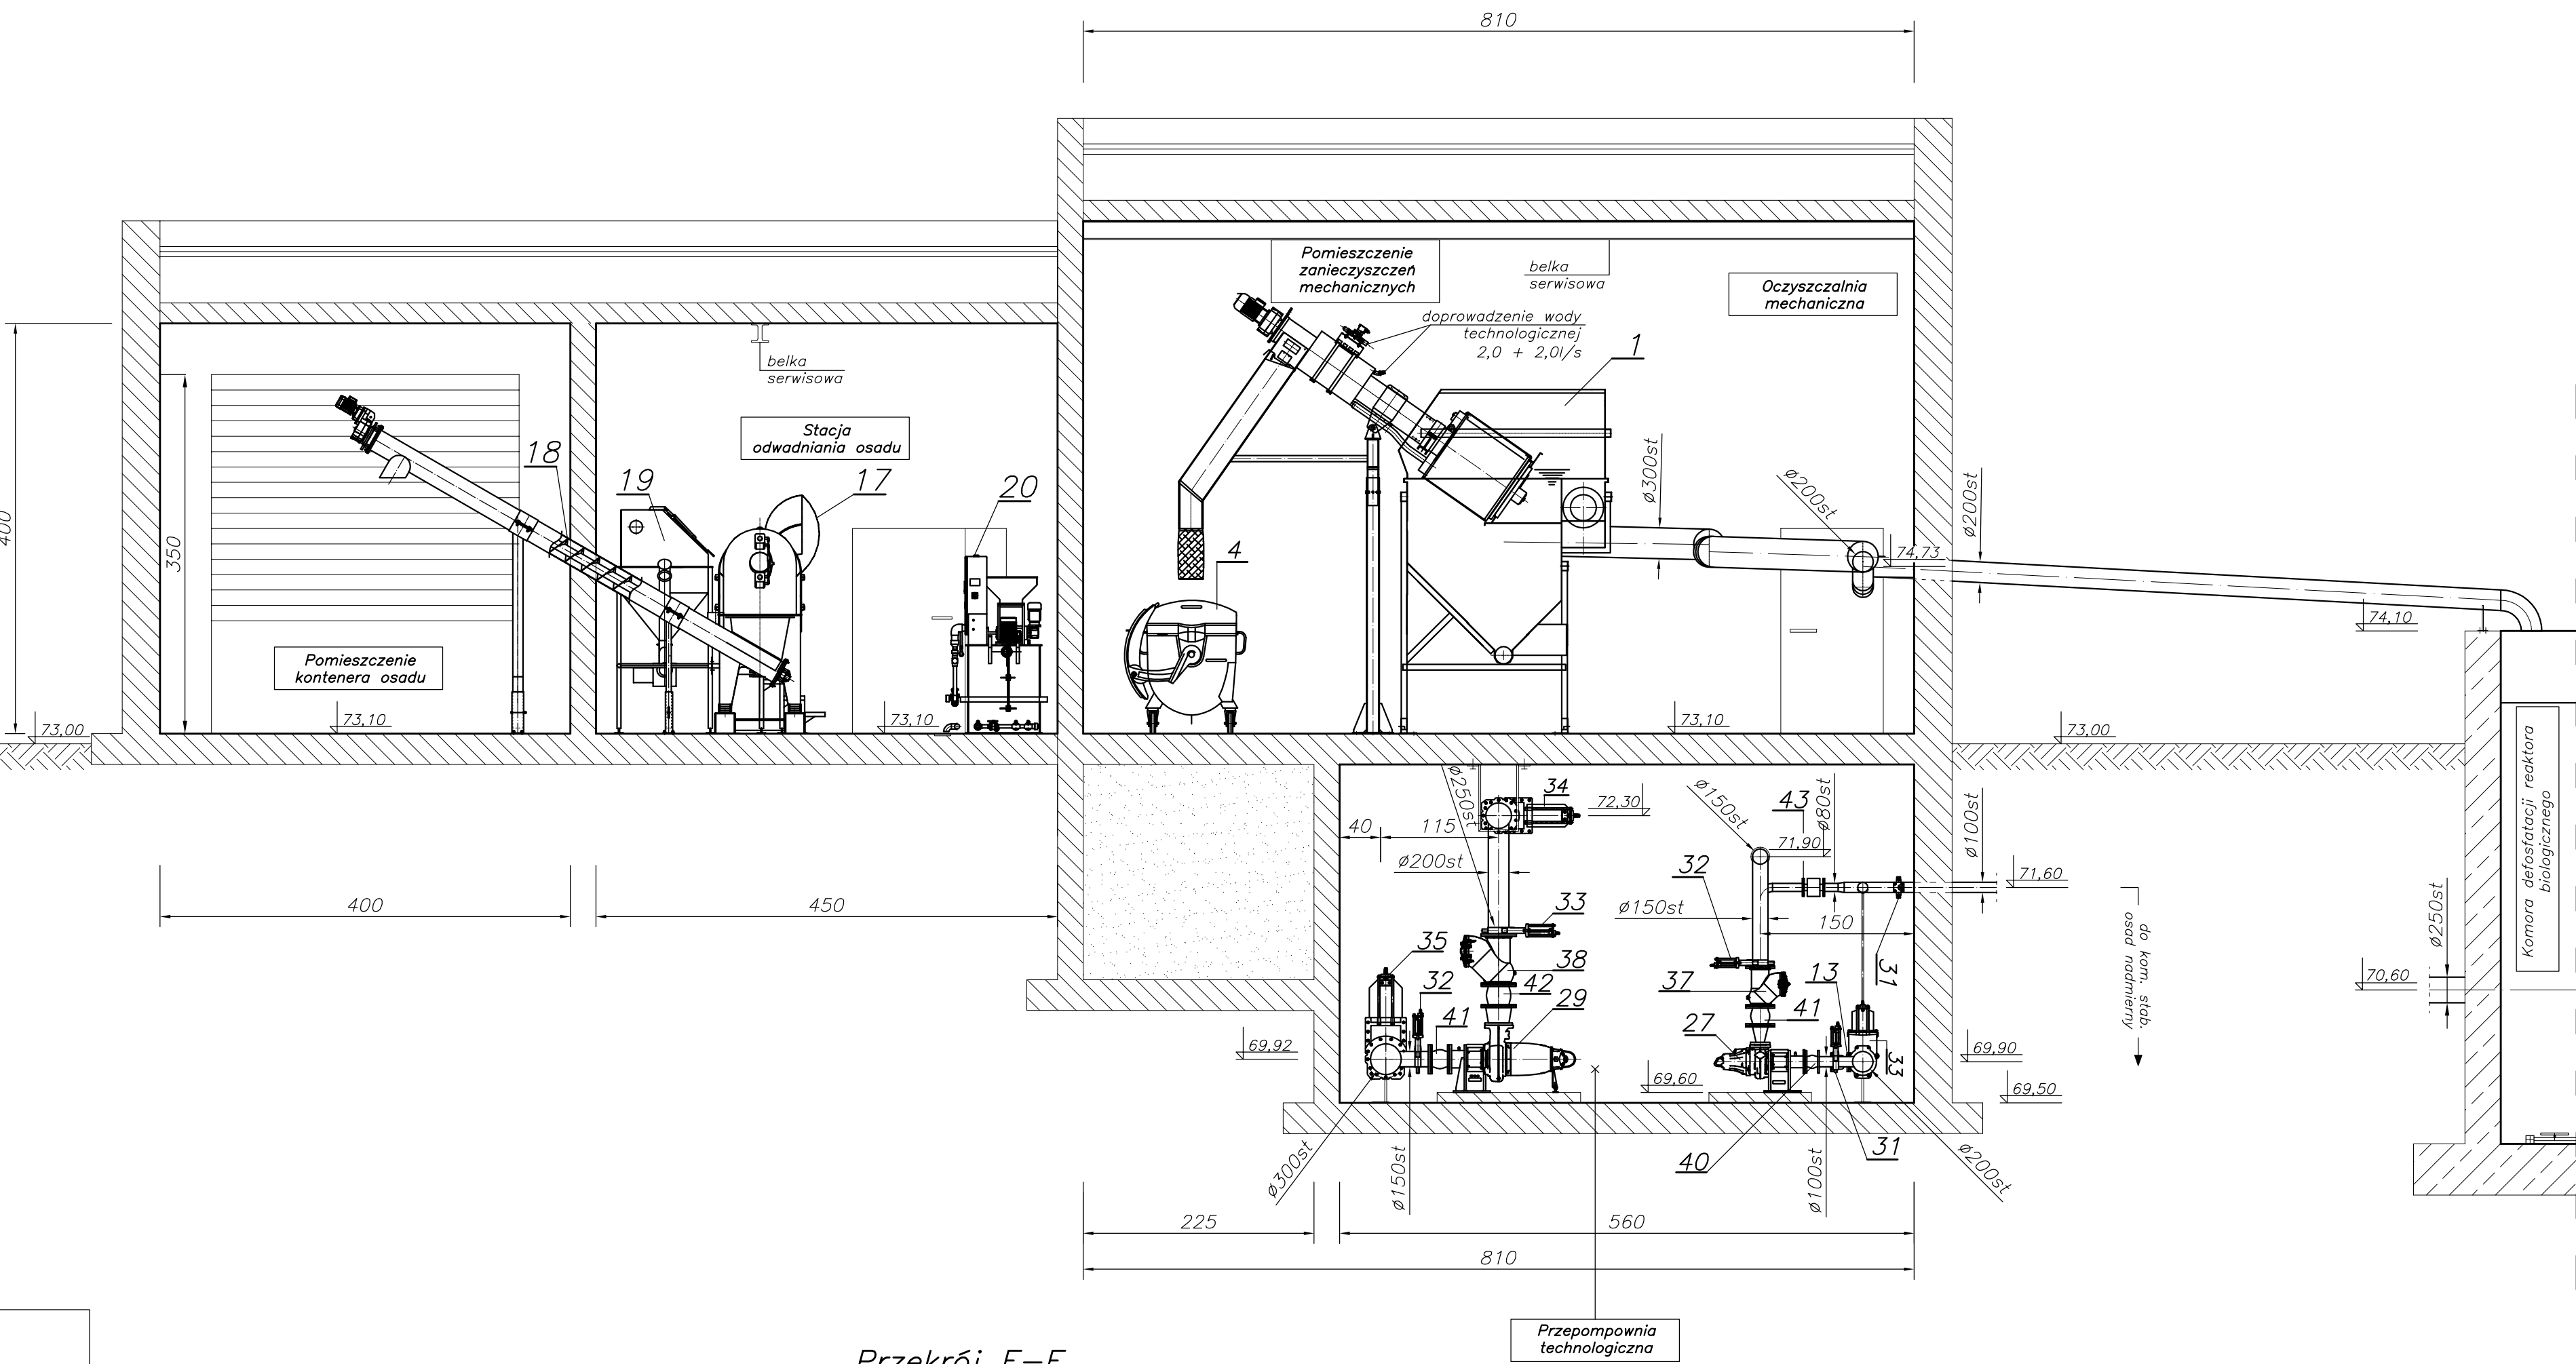 810
Pomieszczenie
zanieczyszczeń
mechanicznych
belka
serwisowa
Oczyszczalnia
mechaniczna
doprowadzenie wody
technologicznej
2,0 + 2,0l/s
1
belka
serwisowa
Stacja
odwadniania osadu
18
19
17
20
4
400
350
Ø300st
Ø200st
Ø200st
74,73
74,10
Pomieszczenie
kontenera osadu
73,00
73,10
73,10
73,10
73,00
Komora defosfatacji reaktora
biologicznego
Ø250st
34
72,30
40
115
Ø200st
Ø150st
43
Ø80st
71,90
Ø100st
71,60
32
33
Ø150st
150
400
450
35
32
38
42
29
41
37
41
13
31
27
33
do kom. stab.
osad nadmierny
Ø250st
70,60
69,92
69,60
69,90
69,50
Ø300st
Ø150st
40
Ø100st
31
Ø200st
225
560
810
Przepompownia
technologiczna
Przekrój